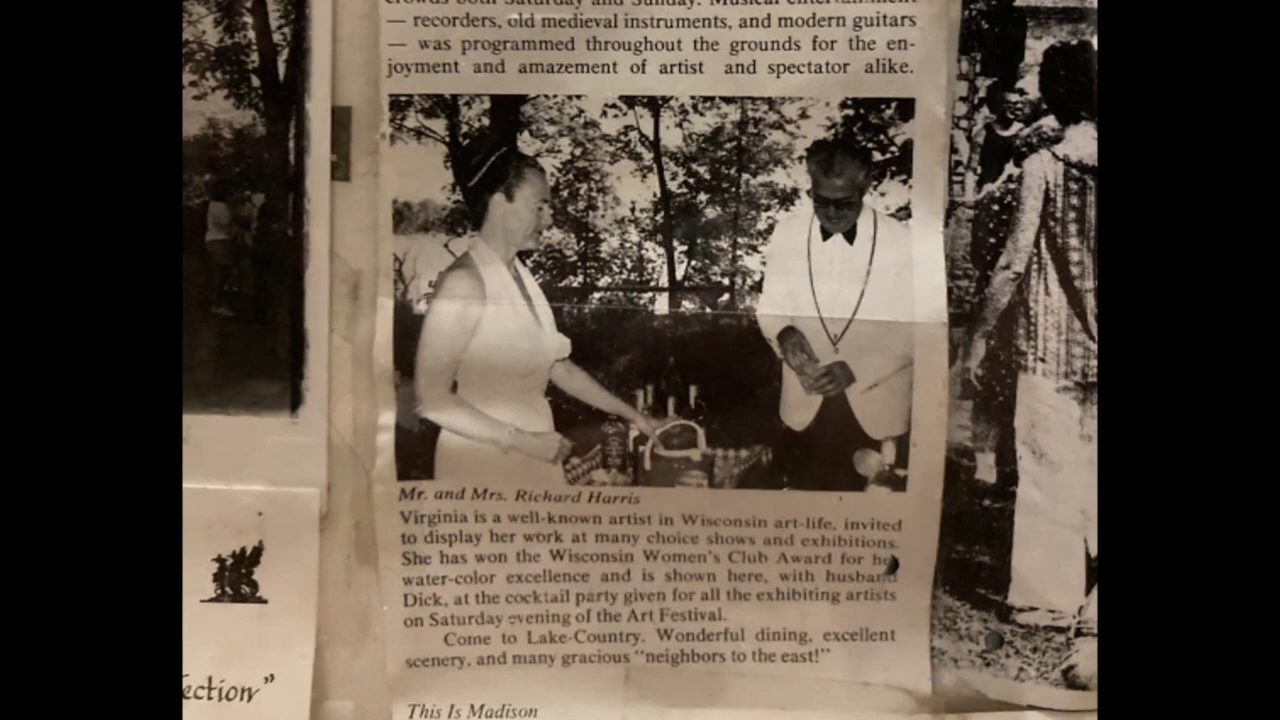 crowds both Saturday and Sunday. Musical entertainment
— recorders, old medieval instruments, and modern guitars
— was programmed throughout the grounds for the en-
joyment and amazement of artist and spectator alike.
Mr. and Mrs. Richard Harris
Virginia is a well-known artist in Wisconsin art-life, invited
to display her work at many choice shows and exhibitions.
She has won the Wisconsin Women's Club Award for her
water-color excellence and is shown here, with husband
Dick, at the cocktail party given for all the exhibiting artists
on Saturday evening of the Art Festival.
Come to Lake-Country. Wonderful dining, excellent
scenery, and many gracious "neighbors to the east!"
ection"
This Is Madison